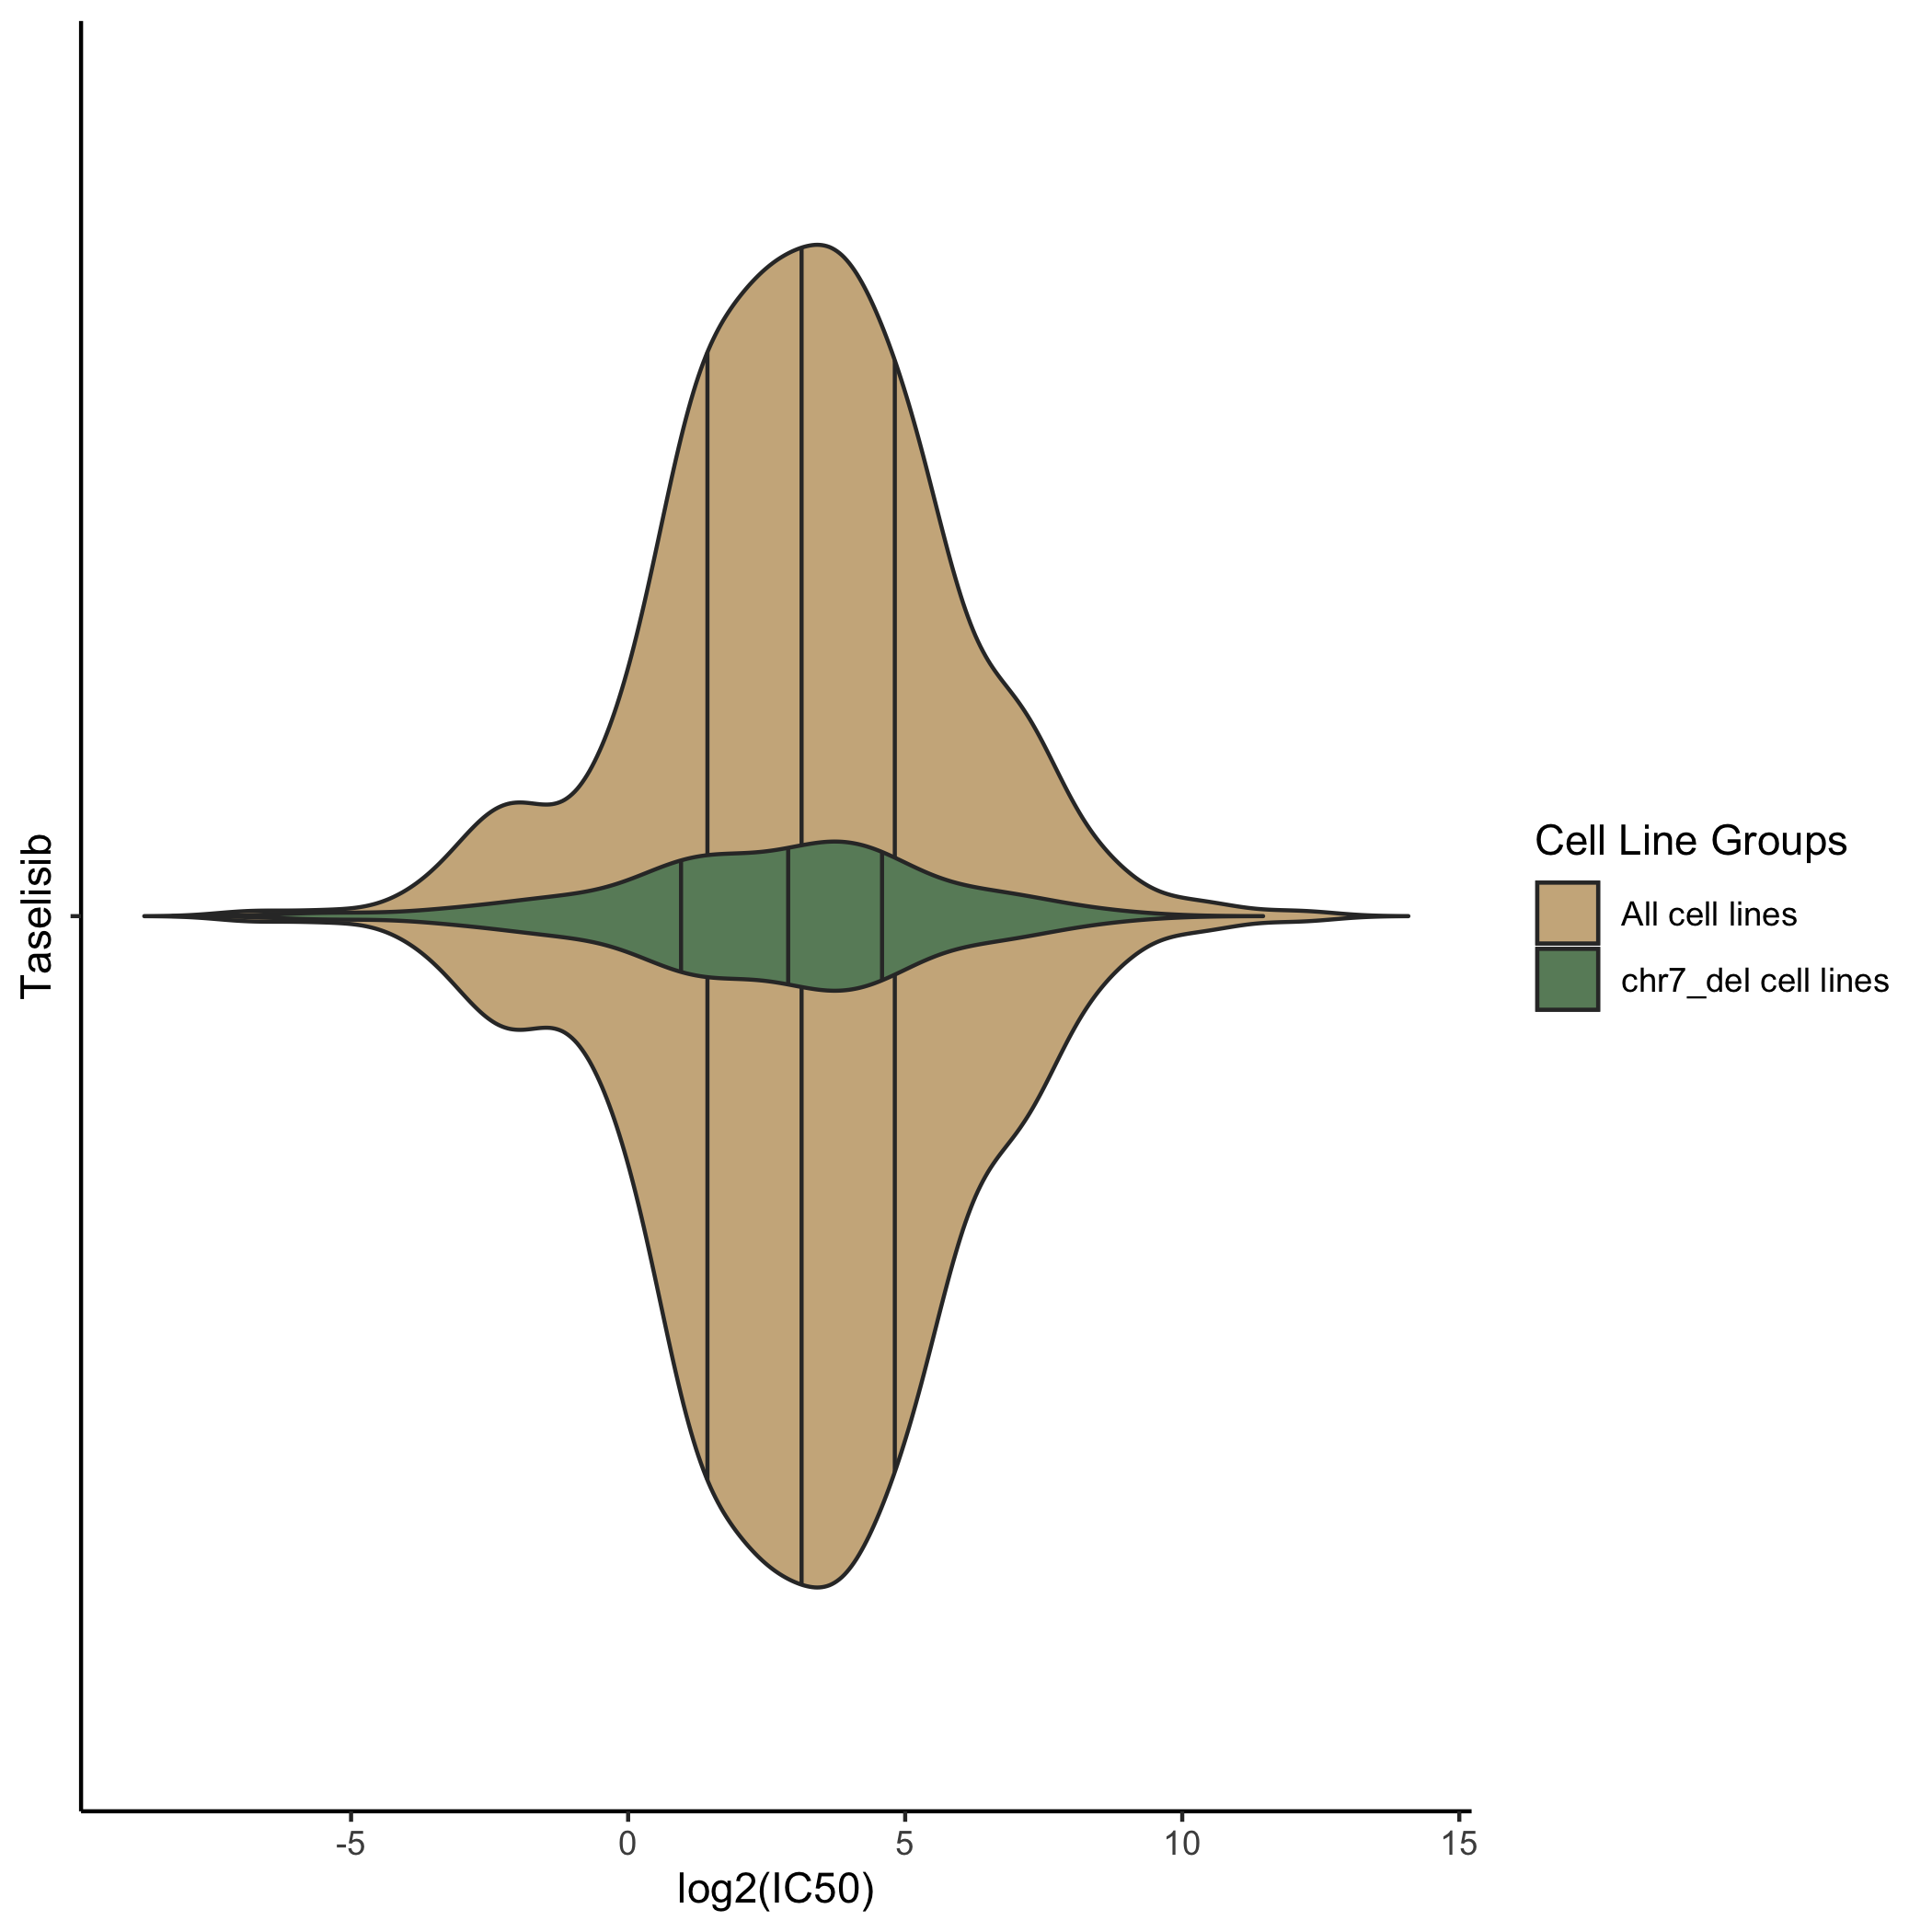 Taselisib
Cell Line Groups
All cell lines
chr7_del cell lines
-5 0 5 10 15
log2(IC50)